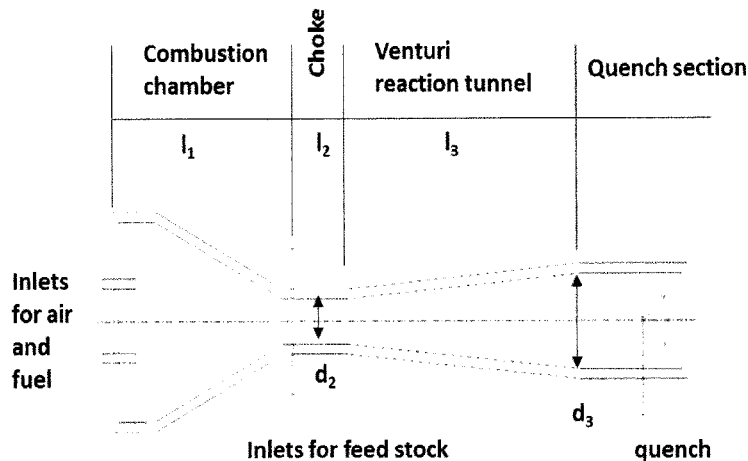 Combustion
chamber
Choke
Venturi
reaction tunnel
Quench section
l₁
l₂
l₃
Inlets
for air
and
fuel
d₂
d₃
Inlets for feed stock
quench